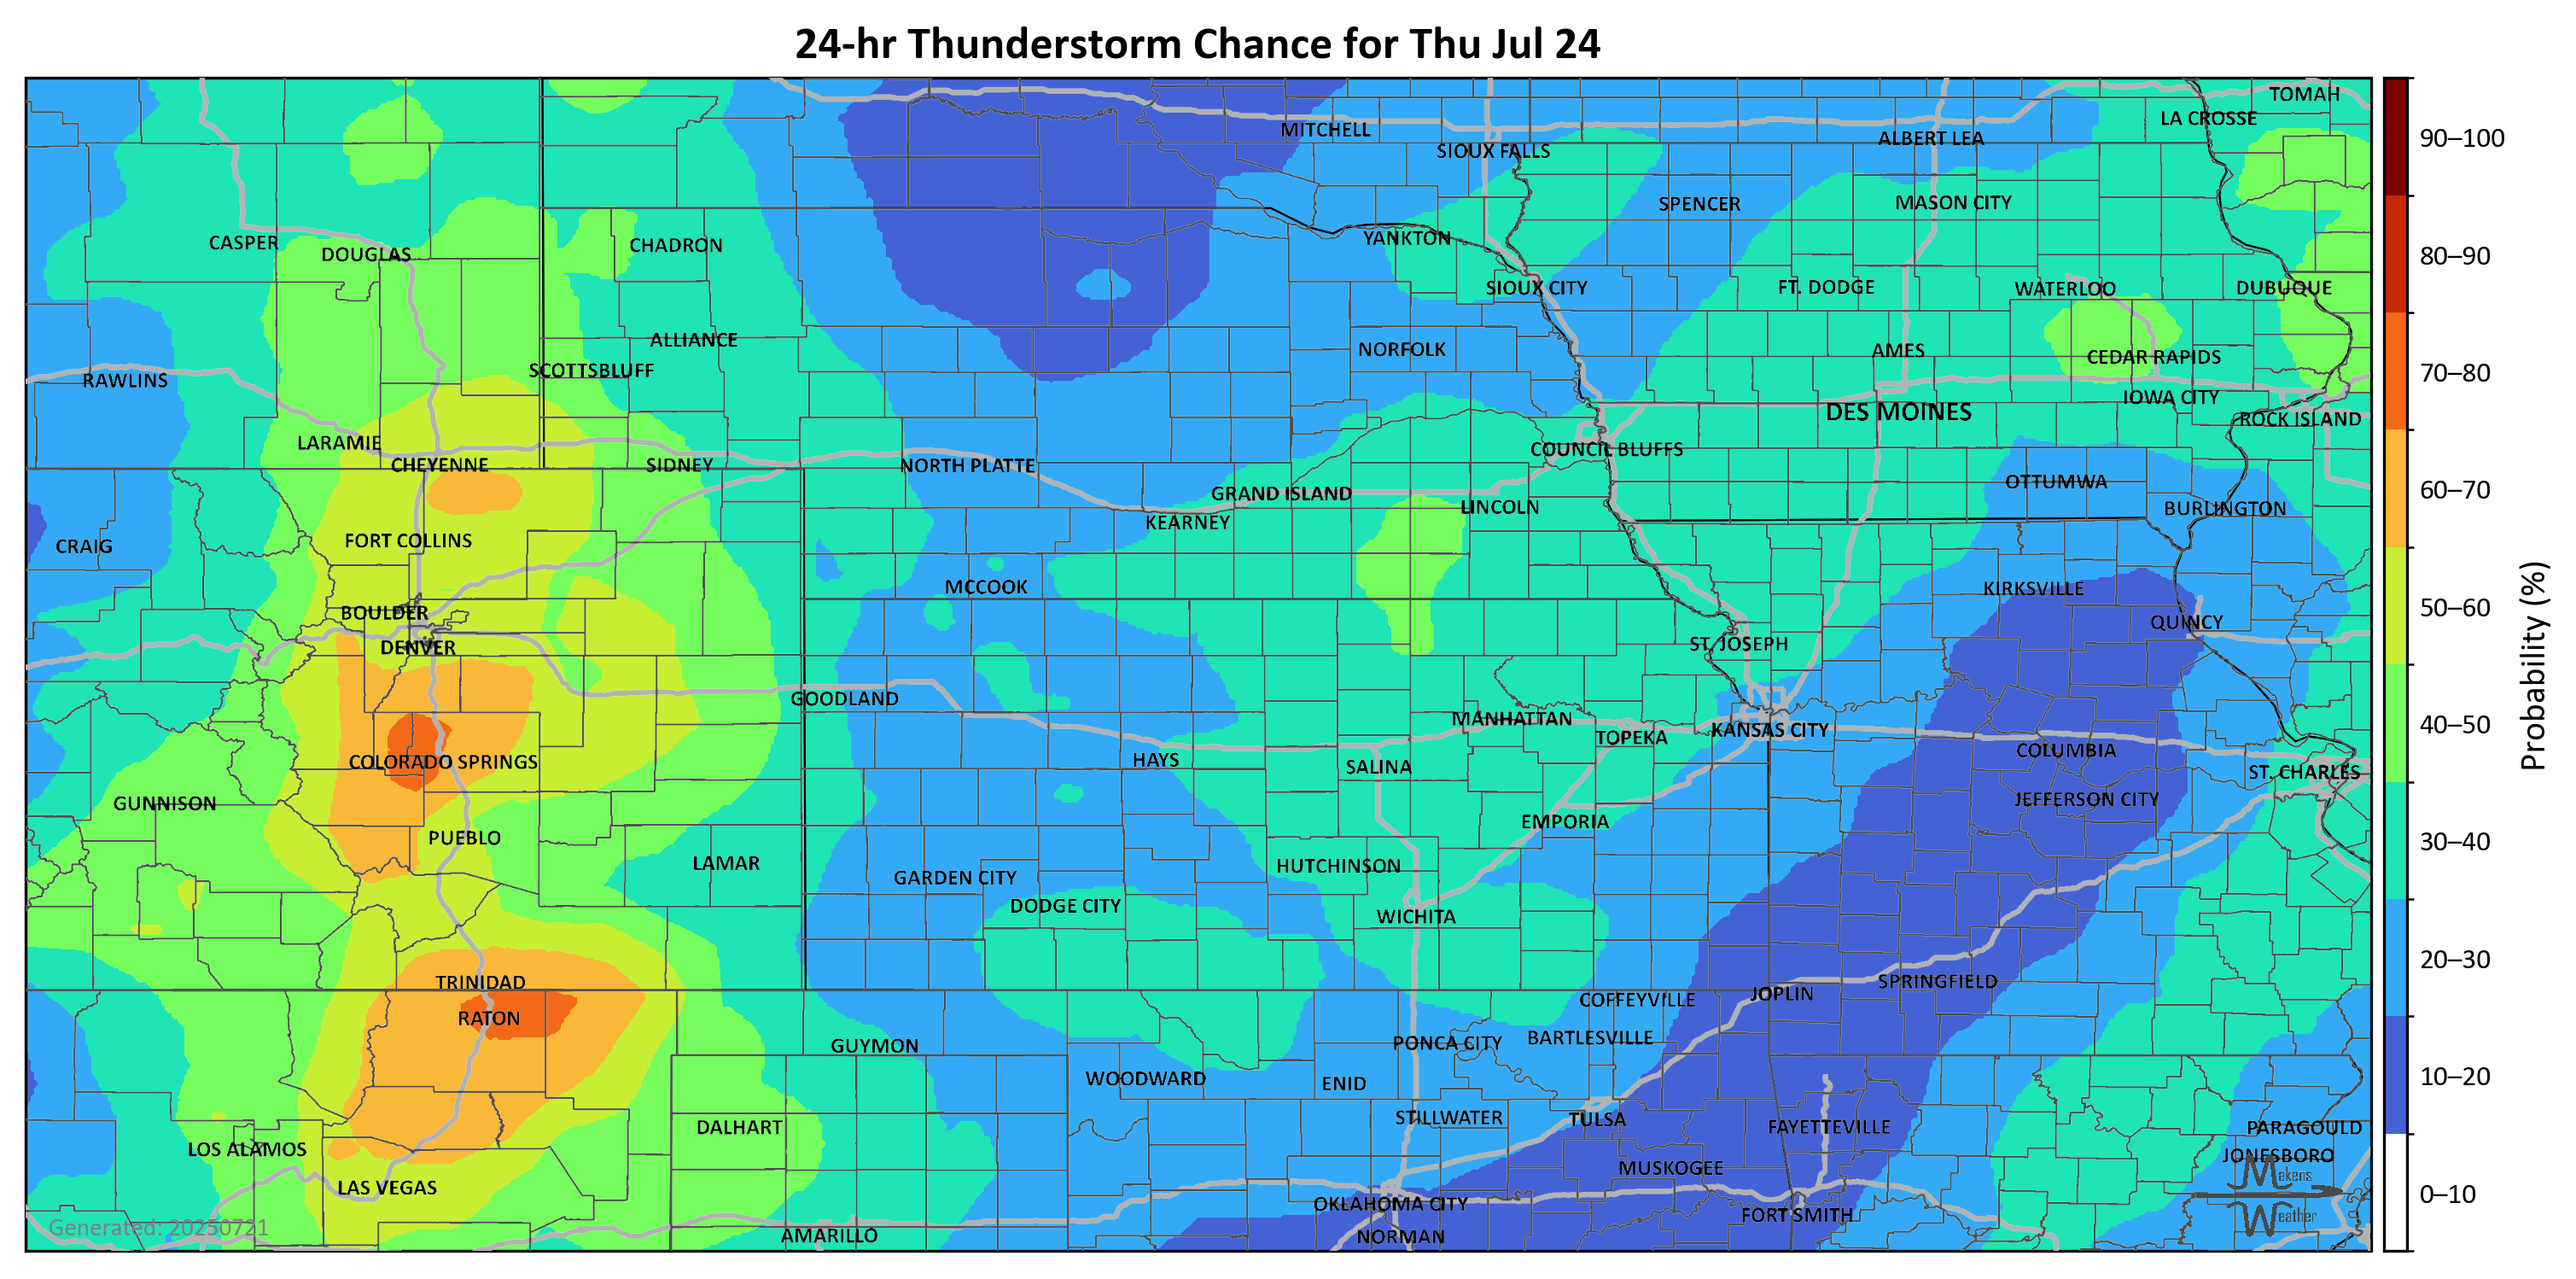 24-hr Thunderstorm Chance for Thu Jul 24
TOMAH
LA CROSSE
MITCHELL
ALBERT LEA
SIOUX FALLS
SPENCER
MASON CITY
CASPER
DOUGLAS
CHADRON
YANKTON
SIOUX CITY
FT. DODGE
WATERLOO
DUBUQUE
ALLIANCE
NORFOLK
AMES
CEDAR RAPIDS
RAWLINS
SCOTTSBLUFF
IOWA CITY
DES MOINES
ROCK ISLAND
LARAMIE
COUNCIL BLUFFS
CHEYENNE
SIDNEY
NORTH PLATTE
OTTUMWA
GRAND ISLAND
LINCOLN
BURLINGTON
KEARNEY
CRAIG
FORT COLLINS
MCCOOK
KIRKSVILLE
BOULDER
QUINCY
DENVER
ST. JOSEPH
GOODLAND
MANHATTAN
TOPEKA
KANSAS CITY
COLUMBIA
COLORADO SPRINGS
HAYS
SALINA
ST. CHARLES
GUNNISON
JEFFERSON CITY
EMPORIA
PUEBLO
LAMAR
HUTCHINSON
GARDEN CITY
DODGE CITY
WICHITA
TRINIDAD
SPRINGFIELD
JOPLIN
COFFEYVILLE
RATON
BARTLESVILLE
GUYMON
PONCA CITY
WOODWARD
ENID
STILLWATER
TULSA
DALHART
FAYETTEVILLE
PARAGOULD
LOS ALAMOS
JONESBORO
MUSKOGEE
LAS VEGAS
OKLAHOMA CITY
FORT SMITH
AMARILLO
NORMAN
Generated: 20250721
Makens
Weather
90–100
80–90
70–80
60–70
50–60
40–50
30–40
20–30
10–20
0–10
Probability (%)